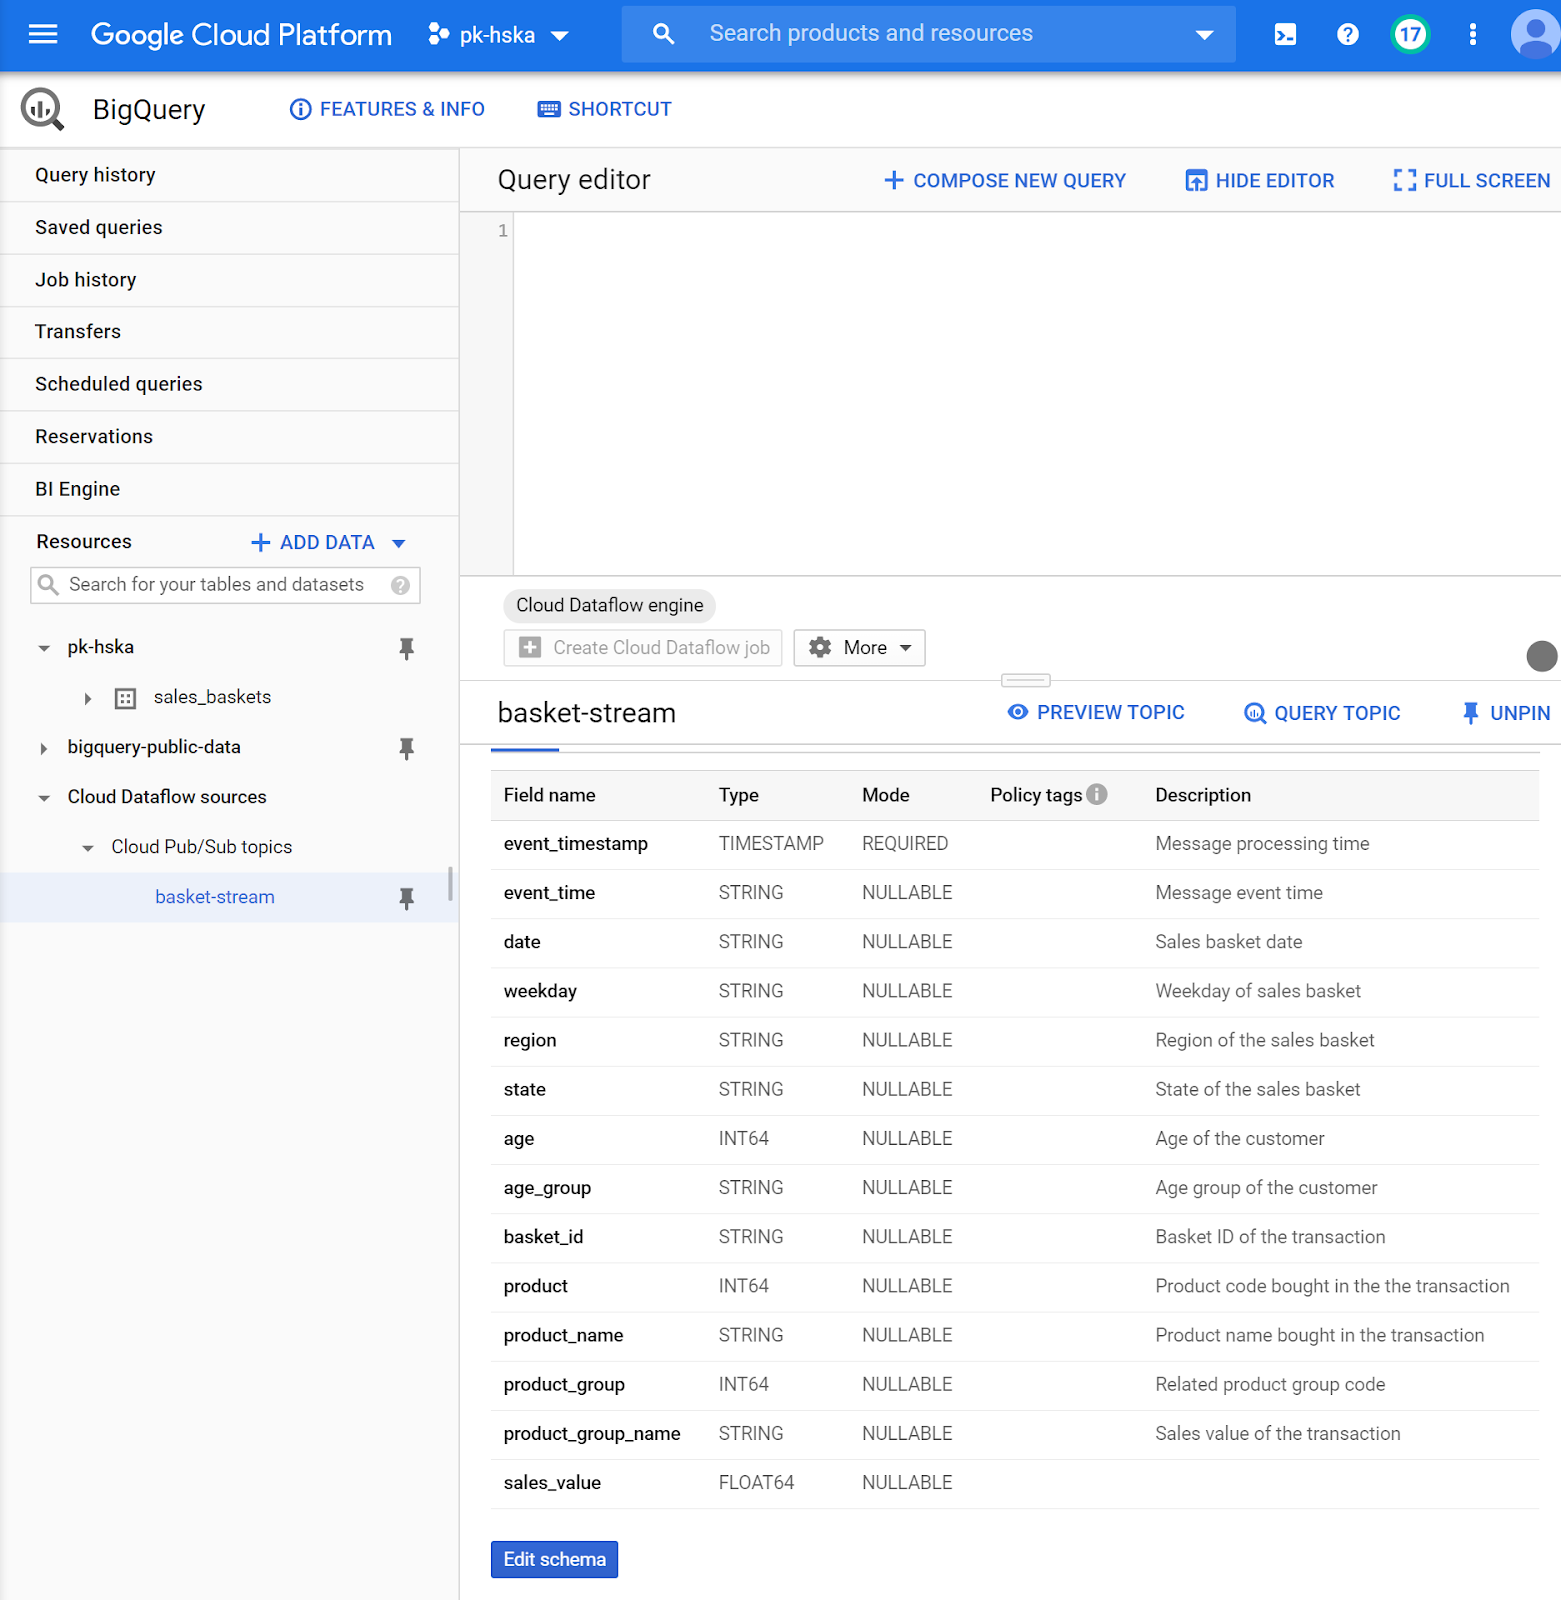 Google Cloud Platform
pk-hska
Search products and resources
17
BigQuery
FEATURES & INFO
SHORTCUT
Query history
Saved queries
Job history
Transfers
Scheduled queries
Reservations
BI Engine
Resources
ADD DATA
Search for your tables and datasets
pk-hska
sales_baskets
bigquery-public-data
Cloud Dataflow sources
Cloud Pub/Sub topics
basket-stream
Query editor
COMPOSE NEW QUERY
HIDE EDITOR
FULL SCREEN
1
Cloud Dataflow engine
Create Cloud Dataflow job
More
basket-stream
PREVIEW TOPIC
QUERY TOPIC
UNPIN
Field name Type Mode Policy tags Description
event_timestamp TIMESTAMP REQUIRED Message processing time
event_time STRING NULLABLE Message event time
date STRING NULLABLE Sales basket date
weekday STRING NULLABLE Weekday of sales basket
region STRING NULLABLE Region of the sales basket
state STRING NULLABLE State of the sales basket
age INT64 NULLABLE Age of the customer
age_group STRING NULLABLE Age group of the customer
basket_id STRING NULLABLE Basket ID of the transaction
product INT64 NULLABLE Product code bought in the the transaction
product_name STRING NULLABLE Product name bought in the transaction
product_group INT64 NULLABLE Related product group code
product_group_name STRING NULLABLE Sales value of the transaction
sales_value FLOAT64 NULLABLE
Edit schema